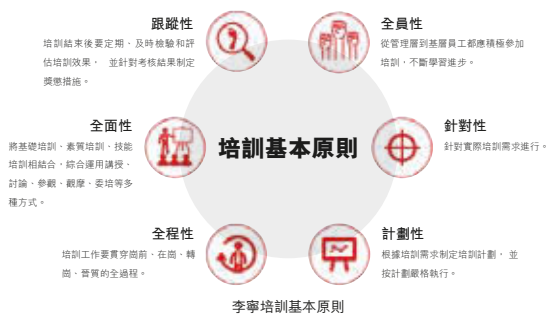 跟蹤性
培訓結束後要定期、及時檢驗和評
估培訓效果， 並針對考核結果制定
獎懲措施。
全員性
從管理層到基層員工都應積極參加
培訓，不斷學習進步。
全面性
將基礎培訓、素質培訓、技能
培訓相結合，綜合運用講授、
討論、參觀、觀摩、委培等多
種方式。
培訓基本原則
針對性
針對實際培訓需求進行。
全程性
培訓工作要貫穿崗前、在崗、轉
崗、晉質的全過程。
計劃性
根據培訓需求制定培訓計劃， 並
按計劃嚴格執行。
李寧培訓基本原則